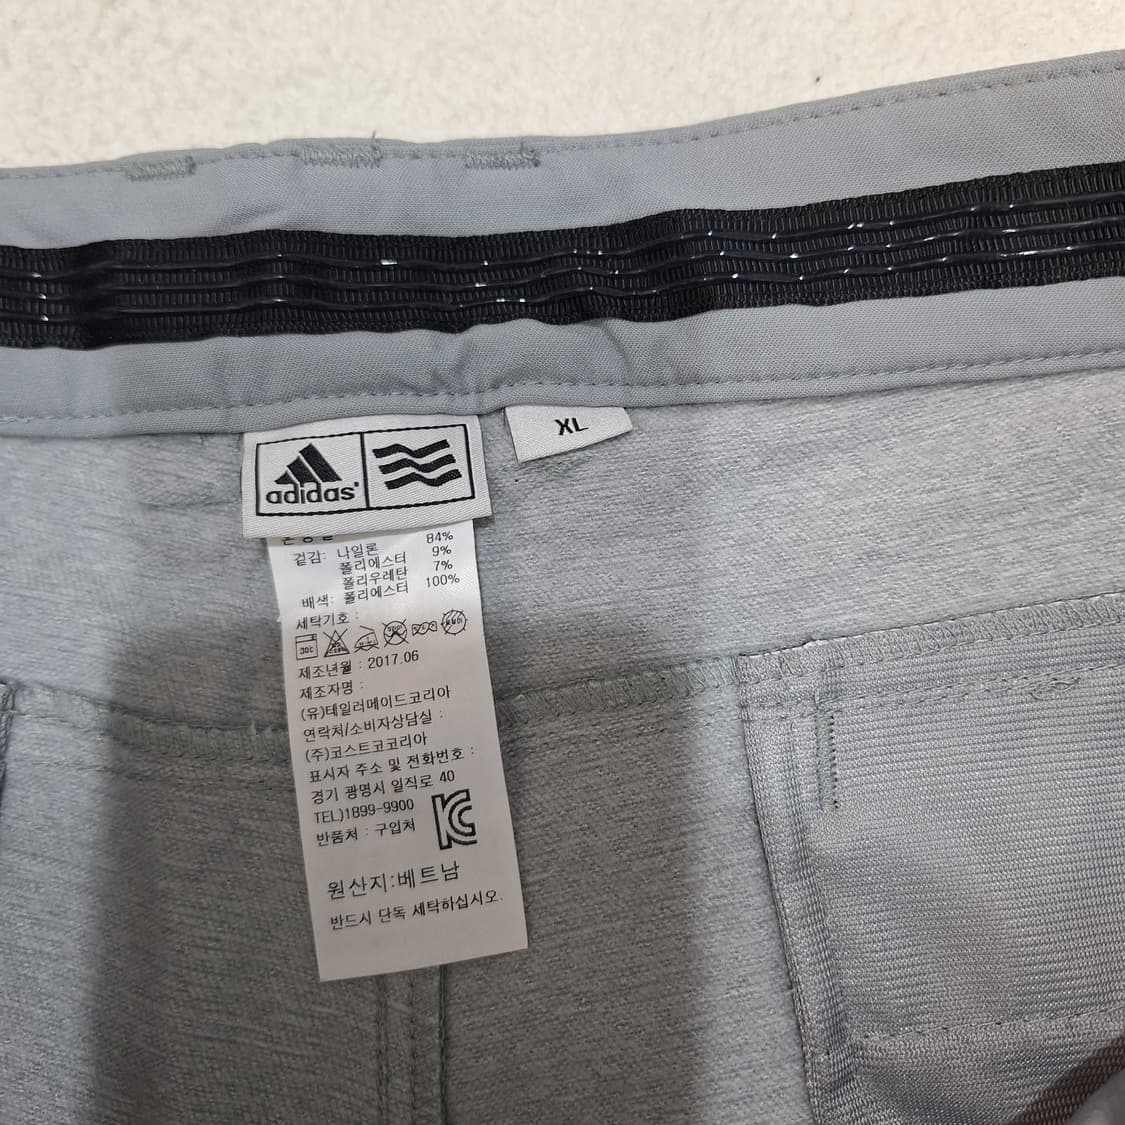 adidas
XL
84%
겉감: 나일론 9%
폴리에스터 7%
폴리우레탄 100%
배색: 폴리에스터
세탁기호 :
30℃
제조년월 : 2017.06
제조자명 :
(유)테일러메이드코리아
연락처/소비자상담실 :
(주)코스트코코리아
표시자 주소 및 전화번호 :
경기 광명시 일직로 40
TEL)1899-9900
반품처 : 구입처
원산지:베트남
반드시 단독 세탁하십시오.